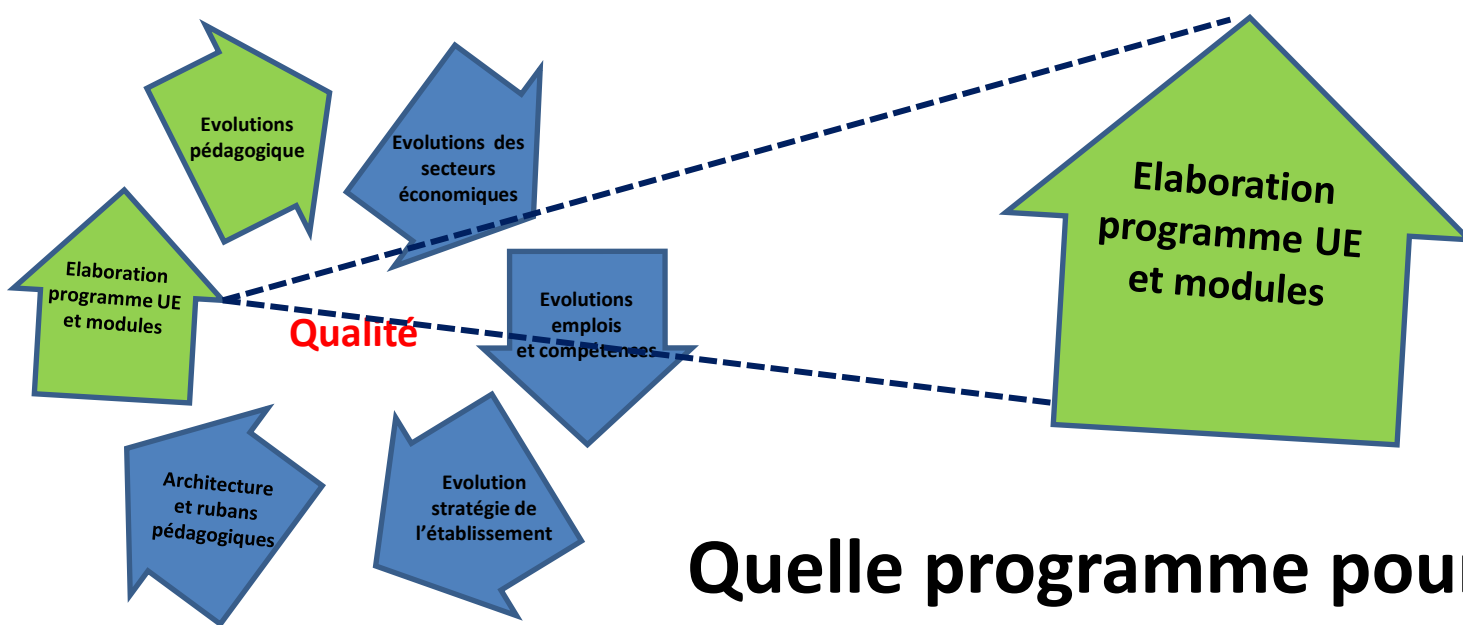 Evolutions
pédagogique
Evolutions des
secteurs
économiques
Elaboration
programme UE
et modules
Qualité
Evolutions
emplois
et compétences
Architecture
et rubans
pédagogiques
Evolution
stratégie de
l'établissement
Elaboration
programme UE
et modules
Quelle programme pour